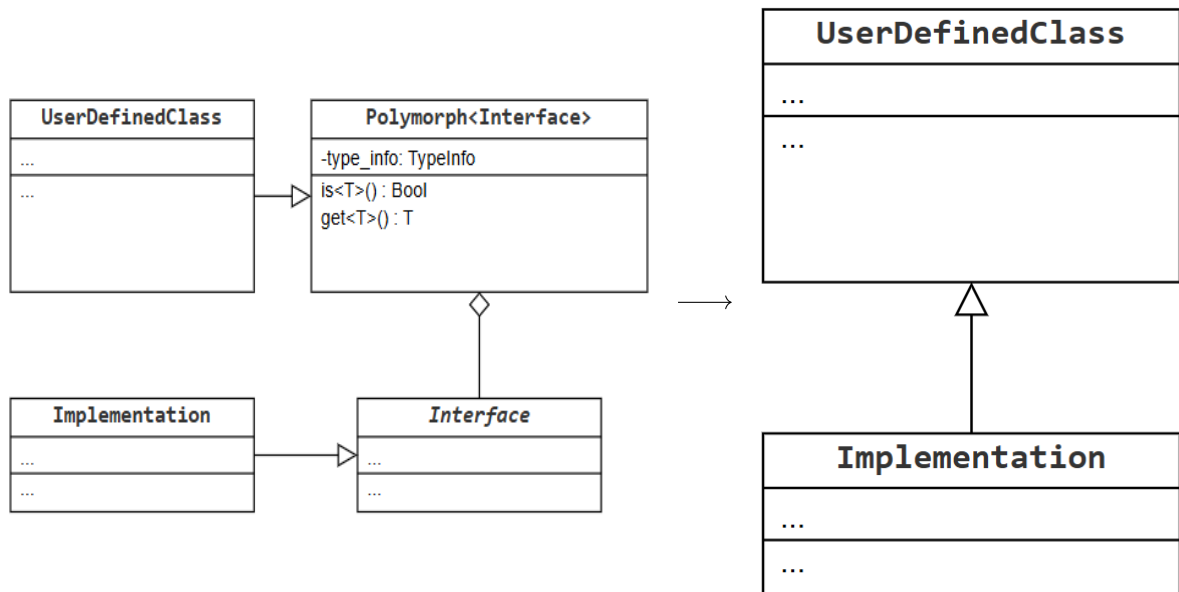 UserDefinedClass
...
...
Polymorph<Interface>
-type_info: TypeInfo
is<T>() : Bool
get<T>() : T
Implementation
...
...
Interface
...
...
UserDefinedClass
...
...
Implementation
...
...